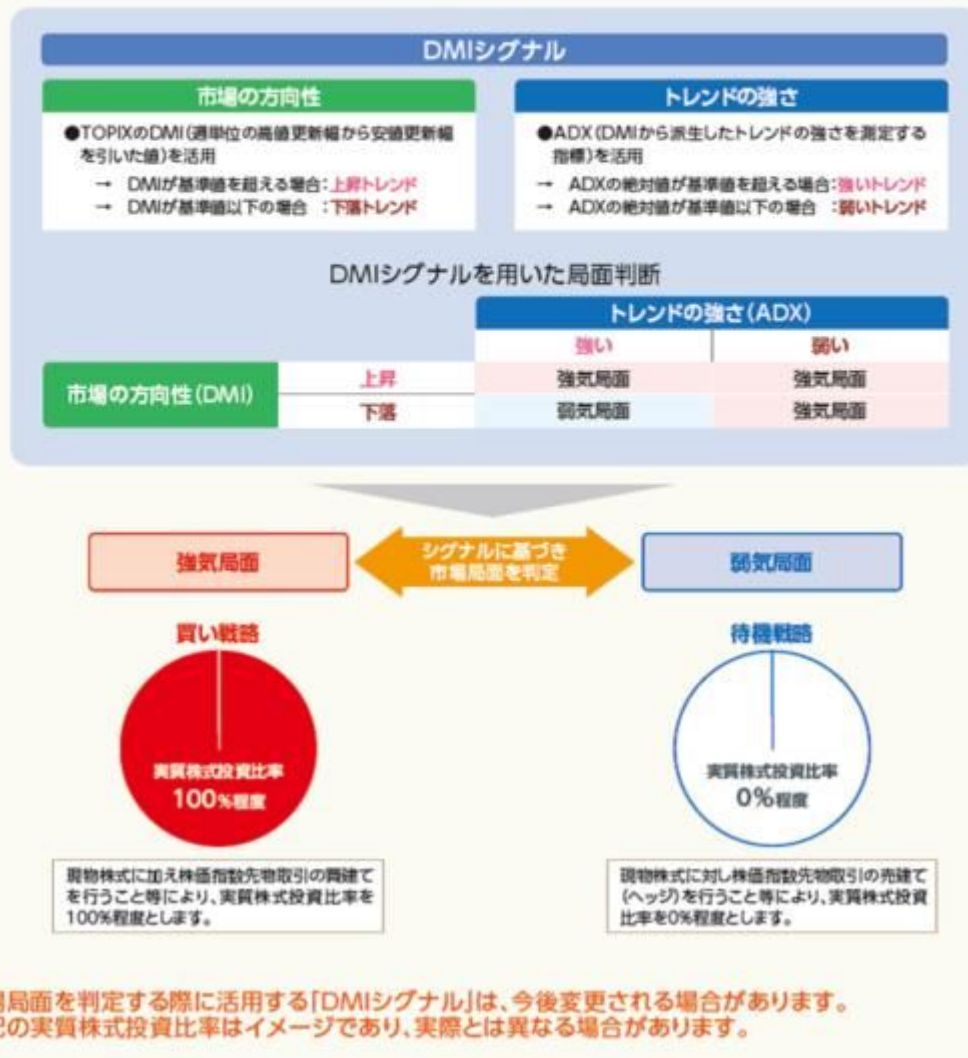 DMIシグナル
市場の方向性
●TOPIXのDMI(週単位の高値更新幅から安値更新幅
を引いた値)を活用
→ DMIが基準値を超える場合:上昇トレンド
→ DMIが基準値以下の場合 :下落トレンド
トレンドの強さ
●ADX(DMIから派生したトレンドの強さを測定する
指標)を活用
→ ADXの絶対値が基準値を超える場合:強いトレンド
→ ADXの絶対値が基準値以下の場合 :弱いトレンド
DMIシグナルを用いた局面判断
トレンドの強さ(ADX)
強い 弱い
市場の方向性(DMI)
上昇 強気局面 強気局面
下落 弱気局面 強気局面
強気局面
シグナルに基づき
市場局面を判定
弱気局面
買い戦略
実質株式投資比率
100%程度
現物株式に加え株価指数先物取引の買建て
を行うこと等により、実質株式投資比率を
100%程度とします。
待機戦略
実質株式投資比率
0%程度
現物株式に対し株価指数先物取引の売建て
(ヘッジ)を行うこと等により、実質株式投資
比率を0%程度とします。
局面を判定する際に活用する「DMIシグナル」は、今後変更される場合があります。
の実質株式投資比率はイメージであり、実際とは異なる場合があります。